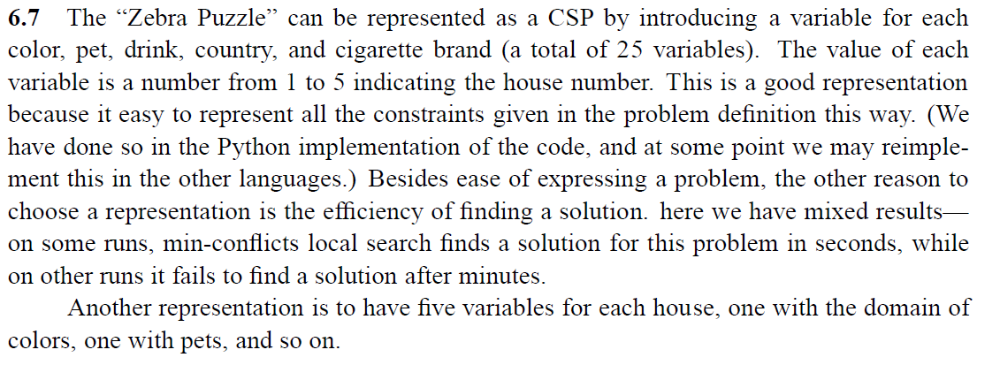 6.7 The “Zebra Puzzle” can be represented as a CSP by introducing a variable for each
color, pet, drink, country, and cigarette brand (a total of 25 variables). The value of each
variable is a number from 1 to 5 indicating the house number. This is a good representation
because it easy to represent all the constraints given in the problem definition this way. (We
have done so in the Python implementation of the code, and at some point we may reimple-
ment this in the other languages.) Besides ease of expressing a problem, the other reason to
choose a representation is the efficiency of finding a solution. here we have mixed results—
on some runs, min-conflicts local search finds a solution for this problem in seconds, while
on other runs it fails to find a solution after minutes.
Another representation is to have five variables for each house, one with the domain of
colors, one with pets, and so on.